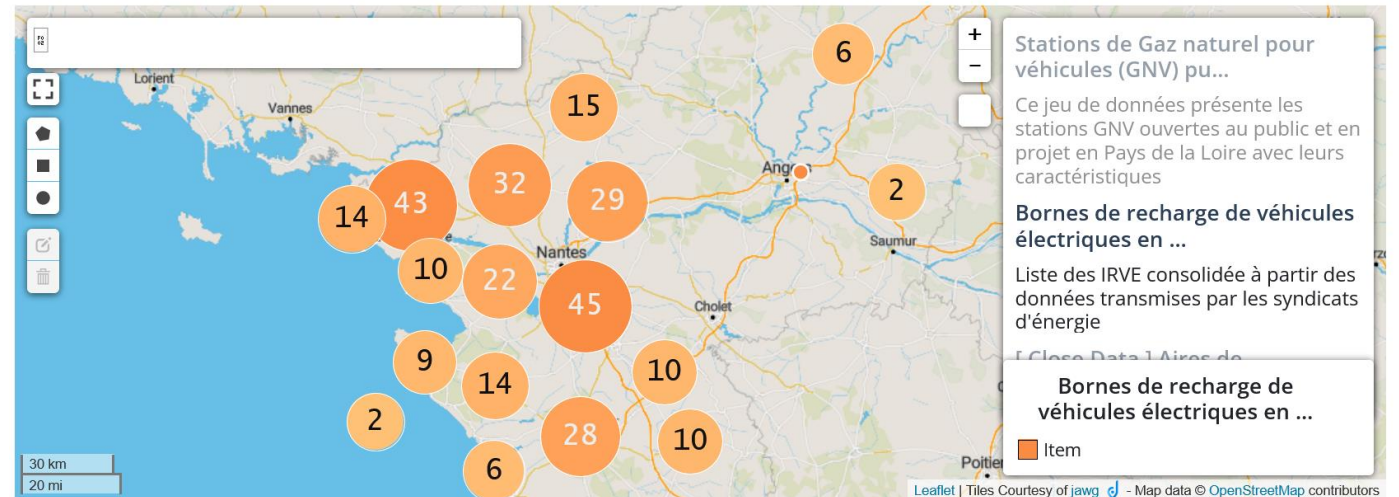 6
15
Lorient
Vannes
32
29
43
14
2
Saumur
10
22
Nantes
45
Cholet
9
14
10
2
28
10
6
30 km
20 mi
+
−
Stations de Gaz naturel pour
véhicules (GNV) pu...
Ce jeu de données présente les
stations GNV ouvertes au public et en
projet en Pays de la Loire avec leurs
caractéristiques
Bornes de recharge de véhicules
électriques en ...
Liste des IRVE consolidée à partir des
données transmises par les syndicats
d'énergie
[ Close Data ] Aires de
Bornes de recharge de
véhicules électriques en ...
Item
Leaflet | Tiles Courtesy of jawg - Map data © OpenStreetMap contributors